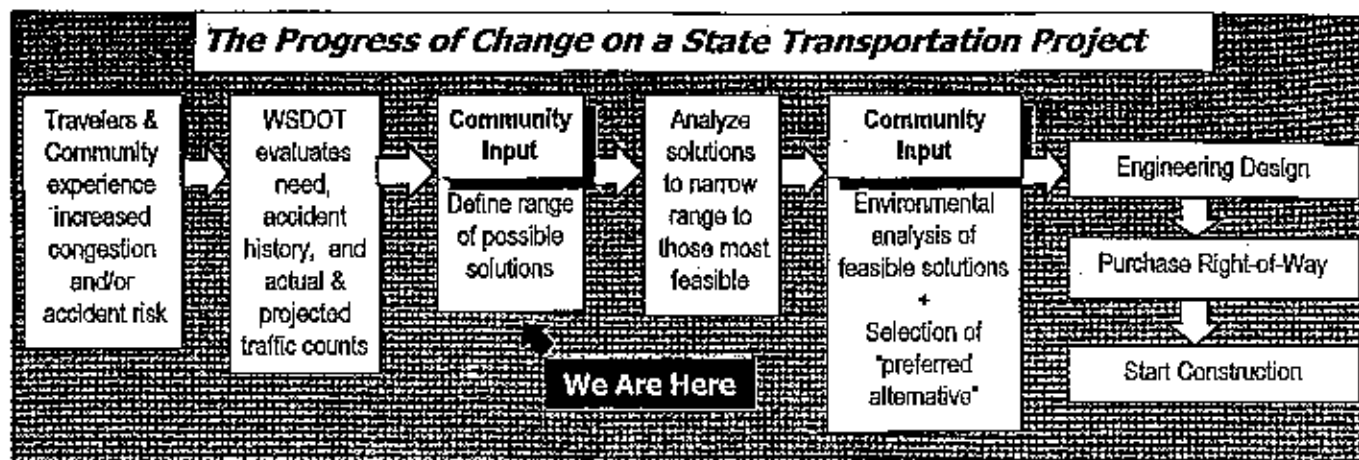 The Progress of Change on a State Transportation Project
Travelers &
Community
experience
increased
congestion
and/or
accident risk
WSDOT
evaluates
need,
accident
history, and
actual &
projected
traffic counts
Community
Input
Define range
of possible
solutions
We Are Here
Analyze
solutions
to narrow
range to
those most
feasible
Community
Input
Environmental
analysis of
feasible solutions
+
Selection of
"preferred
alternative"
Engineering Design
Purchase Right-of-Way
Start Construction